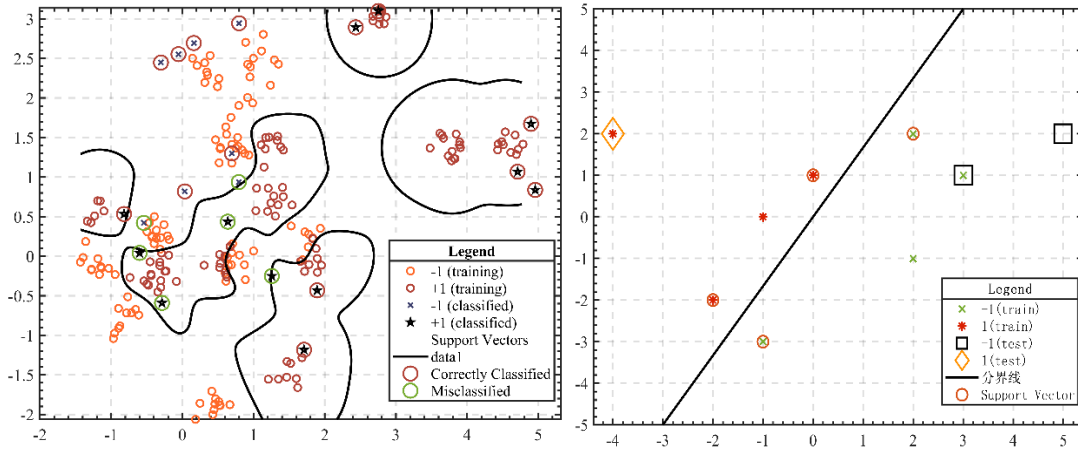 3
2.5
2
1.5
1
0.5
0
-0.5
-1
-1.5
-2
-2 -1 0 1 2 3 4 5
Legend
-1 (training)
+1 (training)
-1 (classified)
+1 (classified)
Support Vectors
data1
Correctly Classified
Misclassified
5
4
3
2
1
0
-1
-2
-3
-4
-5
-4 -3 -2 -1 0 1 2 3 4 5
Legend
-1(train)
1(train)
-1(test)
1(test)
分界线
Support Vector